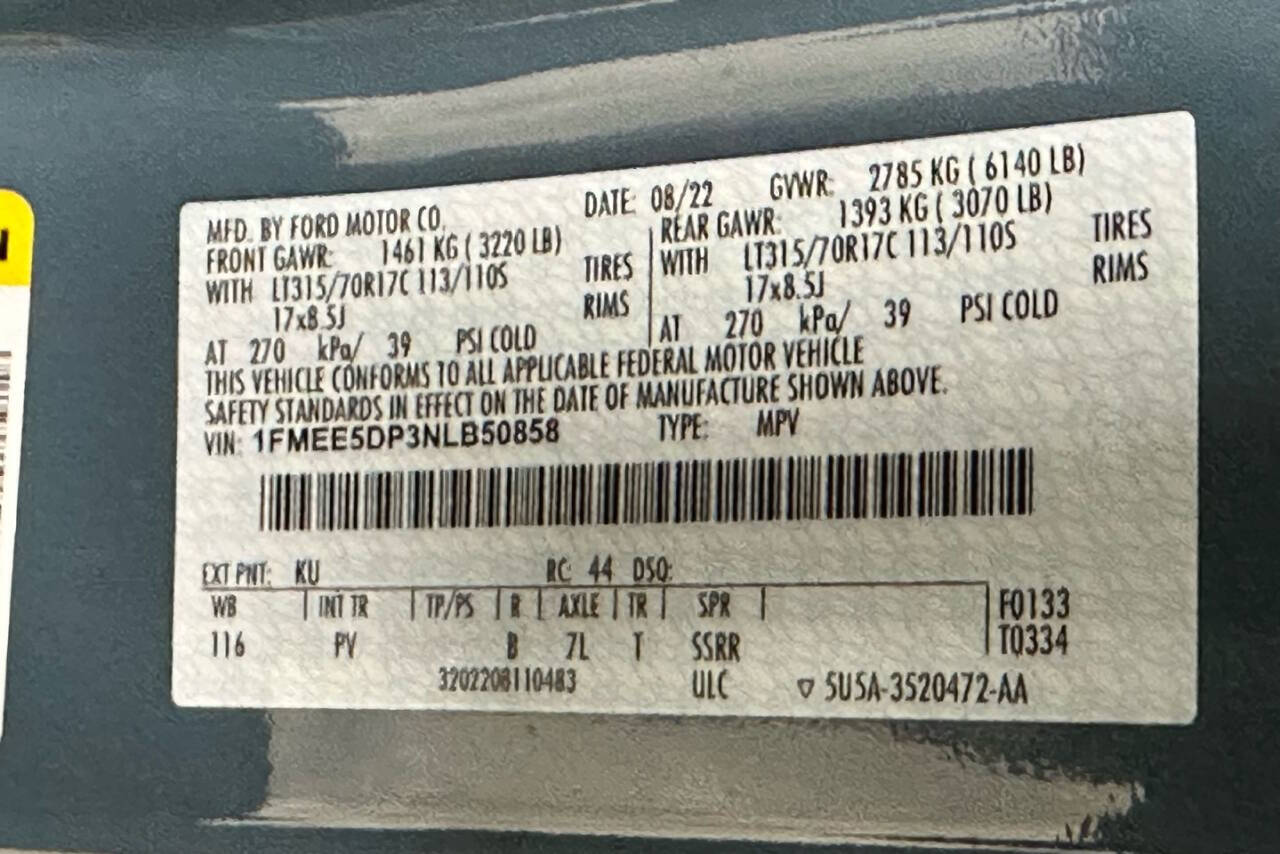 MFD. BY FORD MOTOR CO. DATE: 08/22 GVWR: 2785 KG ( 6140 LB)
FRONT GAWR: 1461 KG ( 3220 LB) REAR GAWR: 1393 KG ( 3070 LB)
WITH LT315/70R17C 113/110S TIRES WITH LT315/70R17C 113/110S TIRES
17x8.5J RIMS 17x8.5J RIMS
AT 270 kPa/ 39 PSI COLD AT 270 kPa/ 39 PSI COLD
THIS VEHICLE CONFORMS TO ALL APPLICABLE FEDERAL MOTOR VEHICLE
SAFETY STANDARDS IN EFFECT ON THE DATE OF MANUFACTURE SHOWN ABOVE.
VIN: 1FMEE5DP3NLB50858 TYPE: MPV
EXT PNT: KU RC: 44 DSO:
WB INT TR TP/PS R AXLE TR SPR F0133
116 PV B 7L T SSRR T0334
3202208110483 ULC 5U5A-3520472-AA